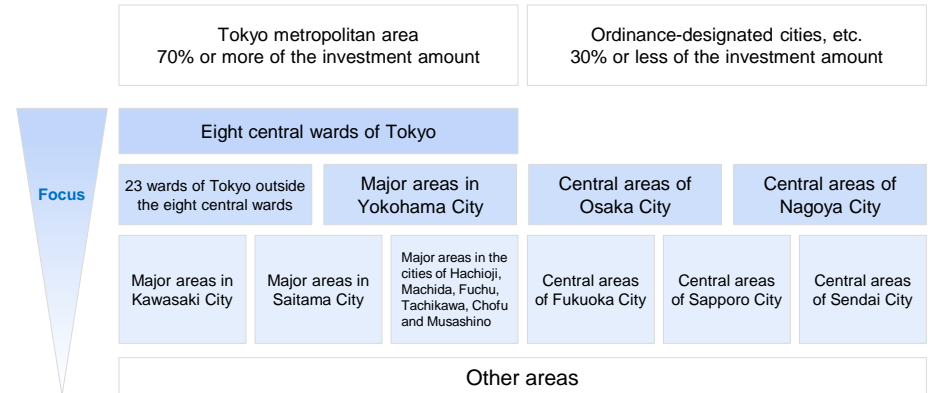 Tokyo metropolitan area
70% or more of the investment amount
Ordinance-designated cities, etc.
30% or less of the investment amount
Focus
Eight central wards of Tokyo
23 wards of Tokyo outside
the eight central wards
Major areas in
Yokohama City
Central areas of
Osaka City
Central areas of
Nagoya City
Major areas in
Kawasaki City
Major areas in
Saitama City
Major areas in the
cities of Hachioji,
Machida, Fuchu,
Tachikawa, Chofu
and Musashino
Central areas
of Fukuoka City
Central areas
of Sapporo City
Central areas
of Sendai City
Other areas